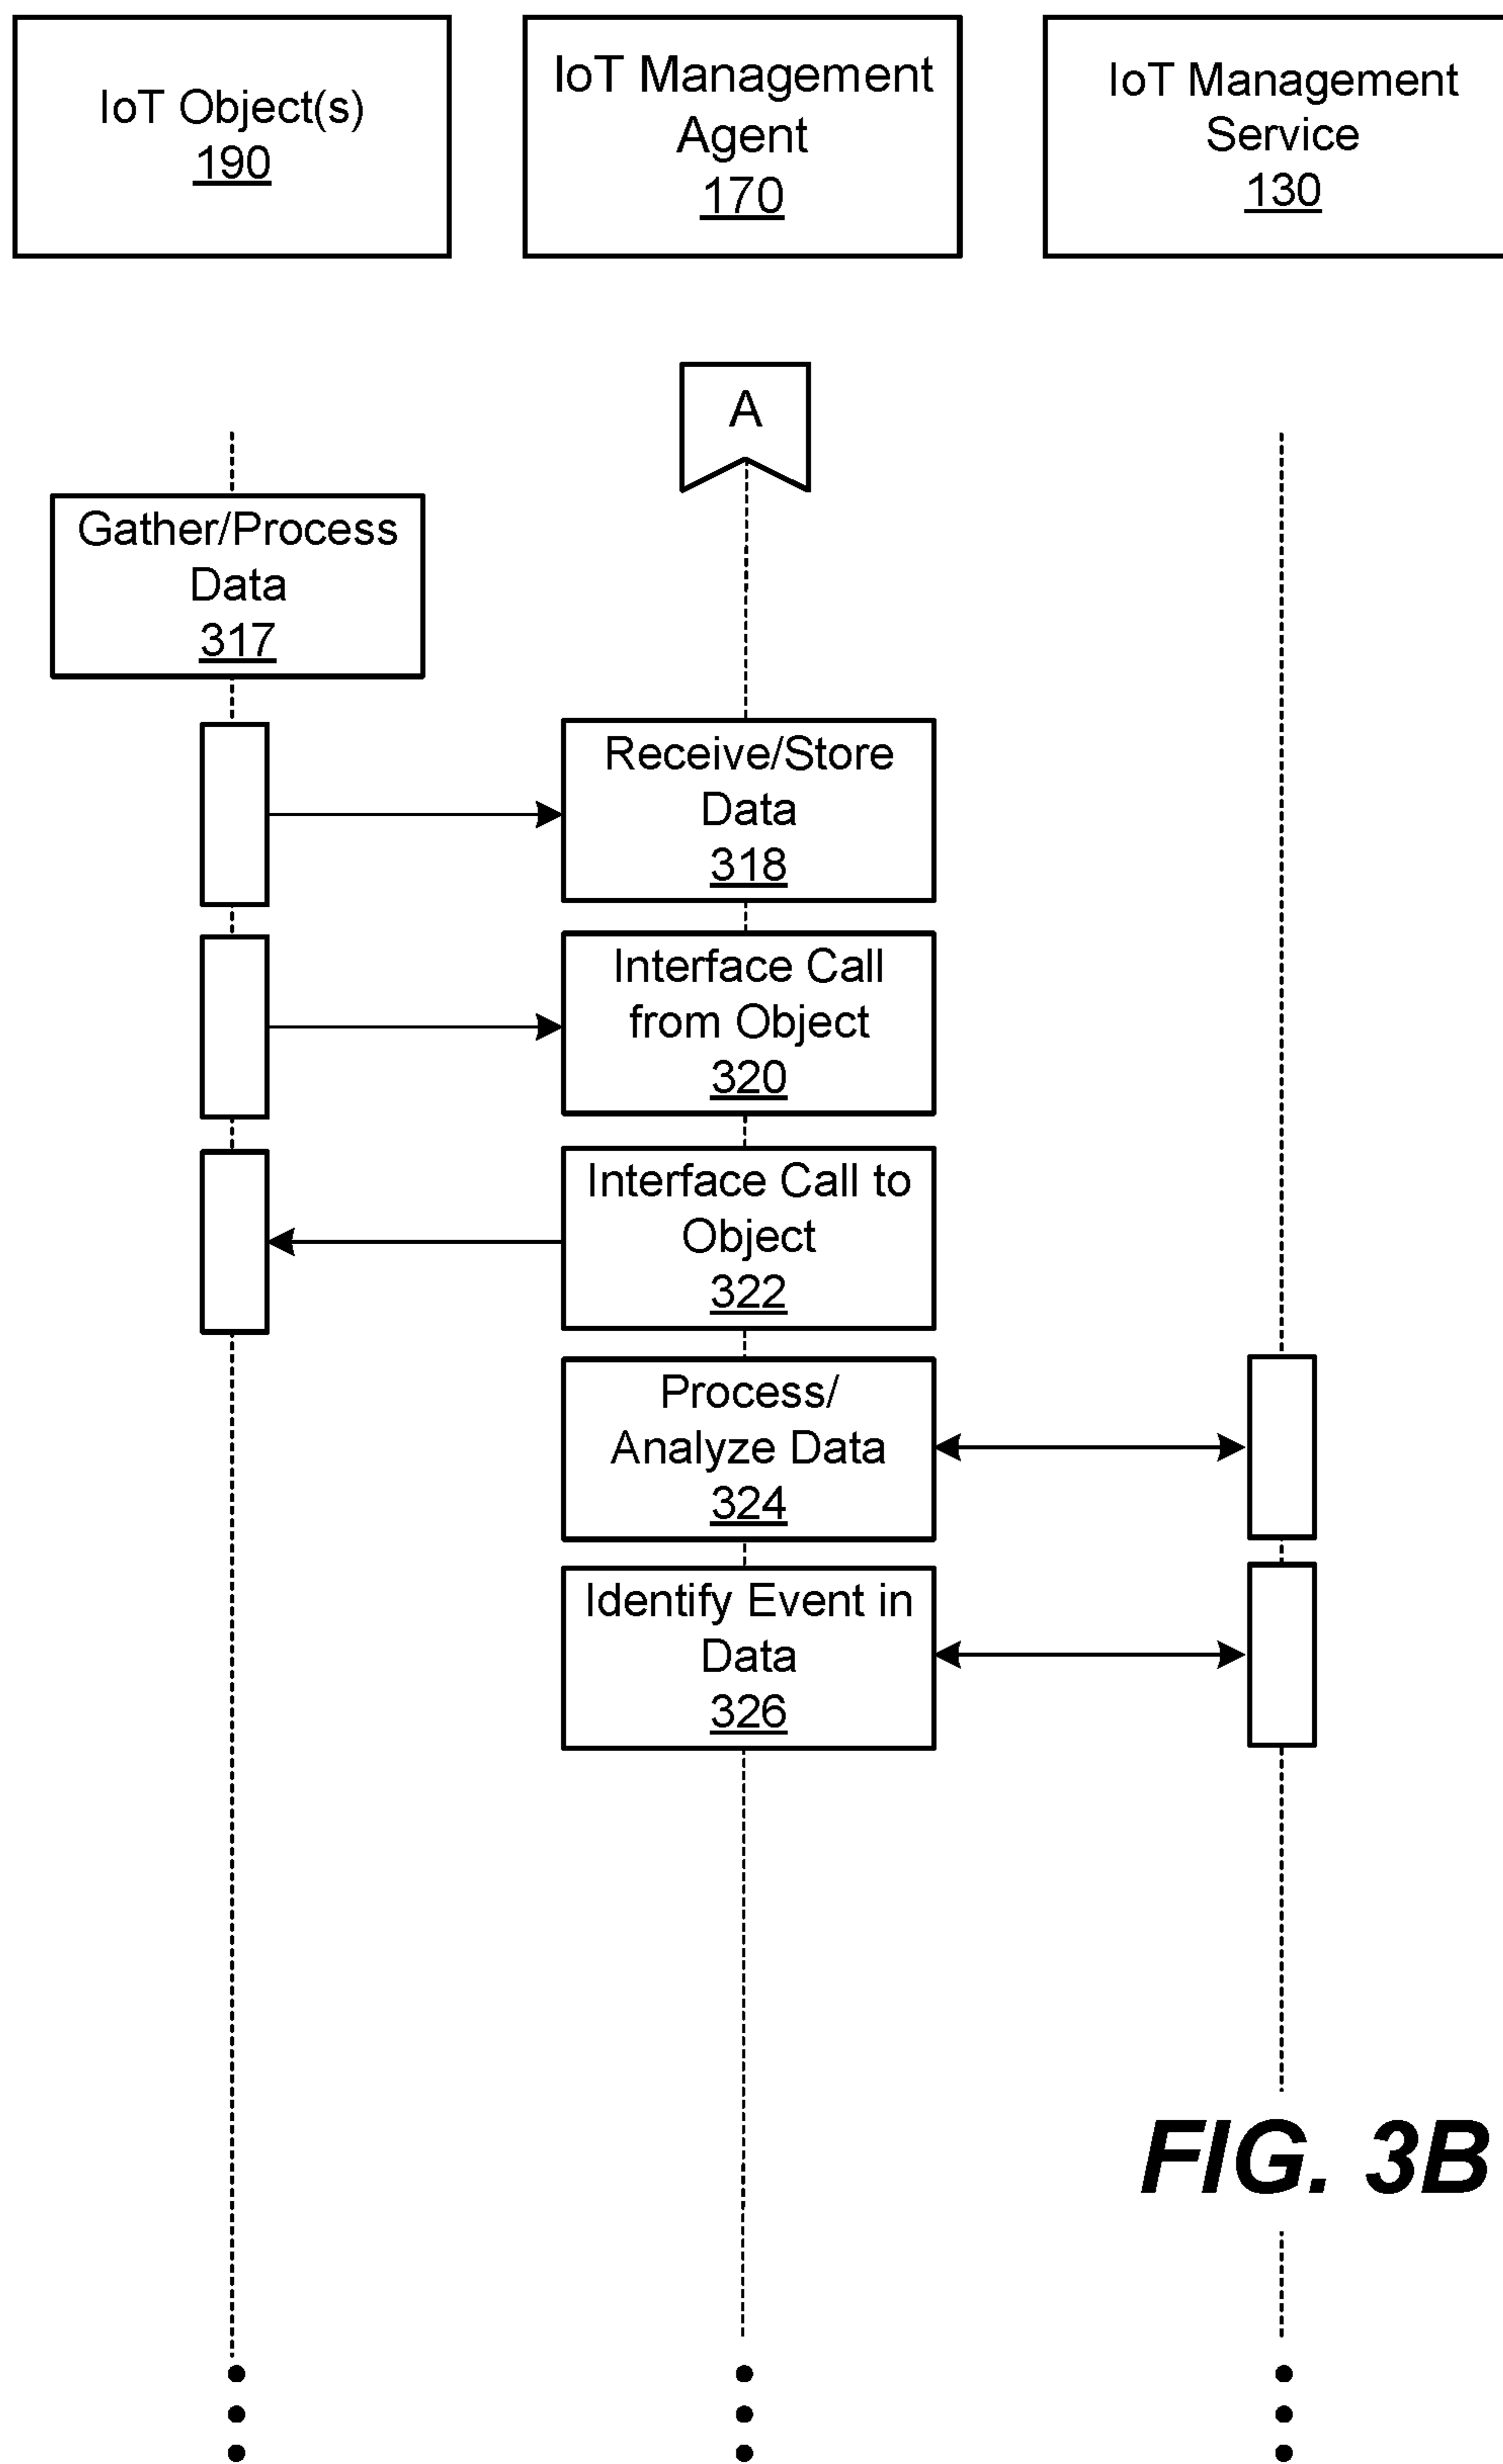 IoT Object(s)
190
IoT Management
Agent
170
IoT Management
Service
130
A
Gather/Process
Data
317
Receive/Store
Data
318
Interface Call
from Object
320
Interface Call to
Object
322
Process/
Analyze Data
324
Identify Event in
Data
326
FIG. 3B